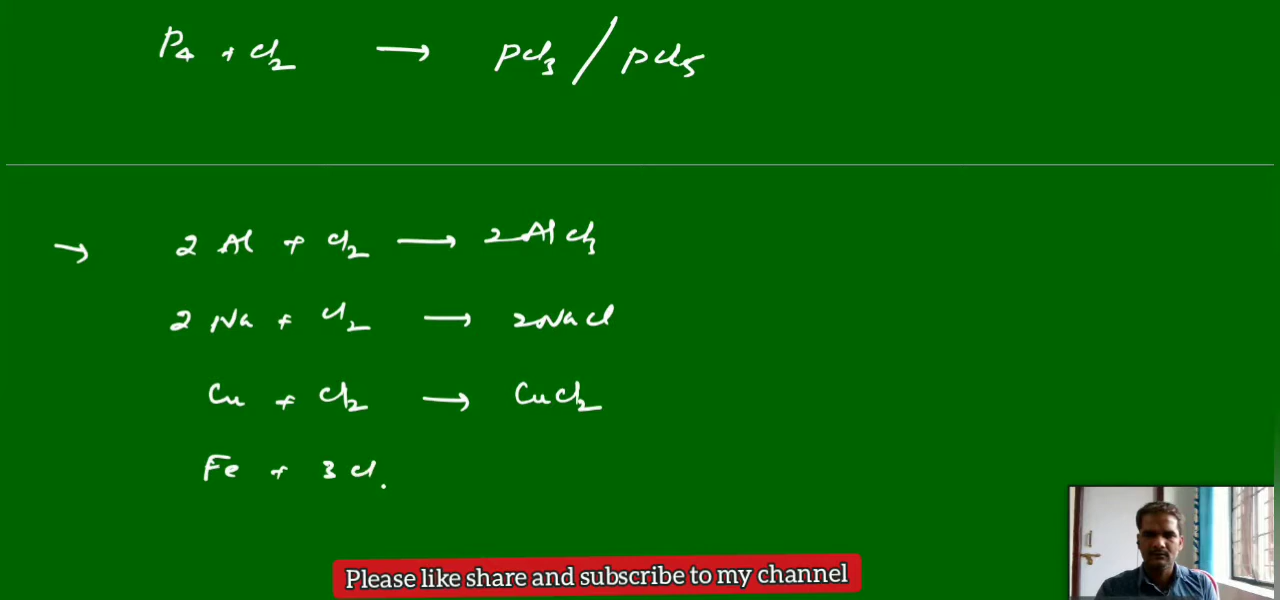 P₄ + Cl₂ → PCl₃ / PCl₅
→ 2 Al + Cl₂ → 2AlCl₃
2 Na + Cl₂ → 2NaCl
Cu + Cl₂ → CuCl₂
Fe + 3 Cl
Please like share and subscribe to my channel